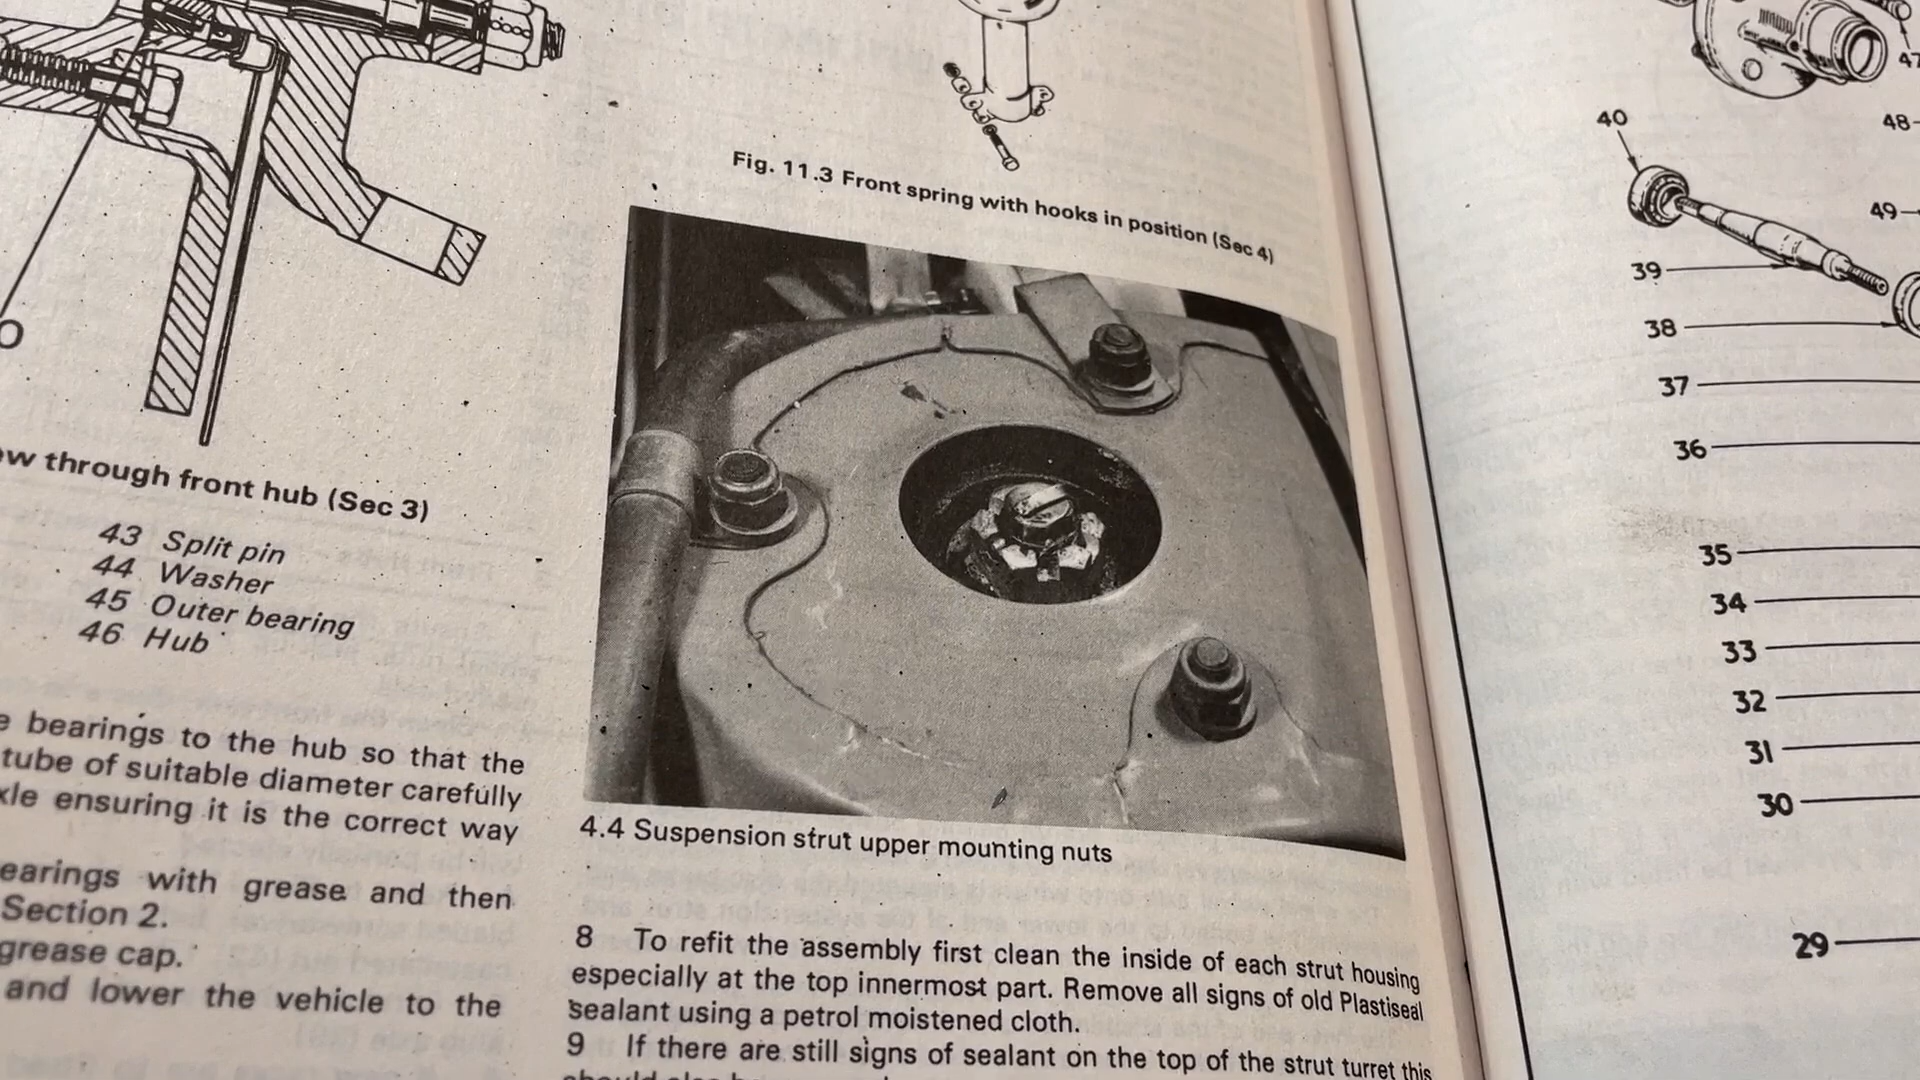 ow through front hub (Sec 3)
43 Split pin
44 Washer
45 Outer bearing
46 Hub
bearings to the hub so that the
tube of suitable diameter carefully
ensuring it is the correct way
earings with grease and then
Section 2.
grease cap.
and lower the vehicle to the
Fig. 11.3 Front spring with hooks in position (Sec 4)
4.4 Suspension strut upper mounting nuts
8 To refit the assembly first clean the inside of each strut housing
especially at the top innermost part. Remove all signs of old Plastiseal
sealant using a petrol moistened cloth.
9 If there are still signs of sealant on the top of the strut turret this
47
40
48
49
39
38
37
36
35
34
33
32
31
30
29